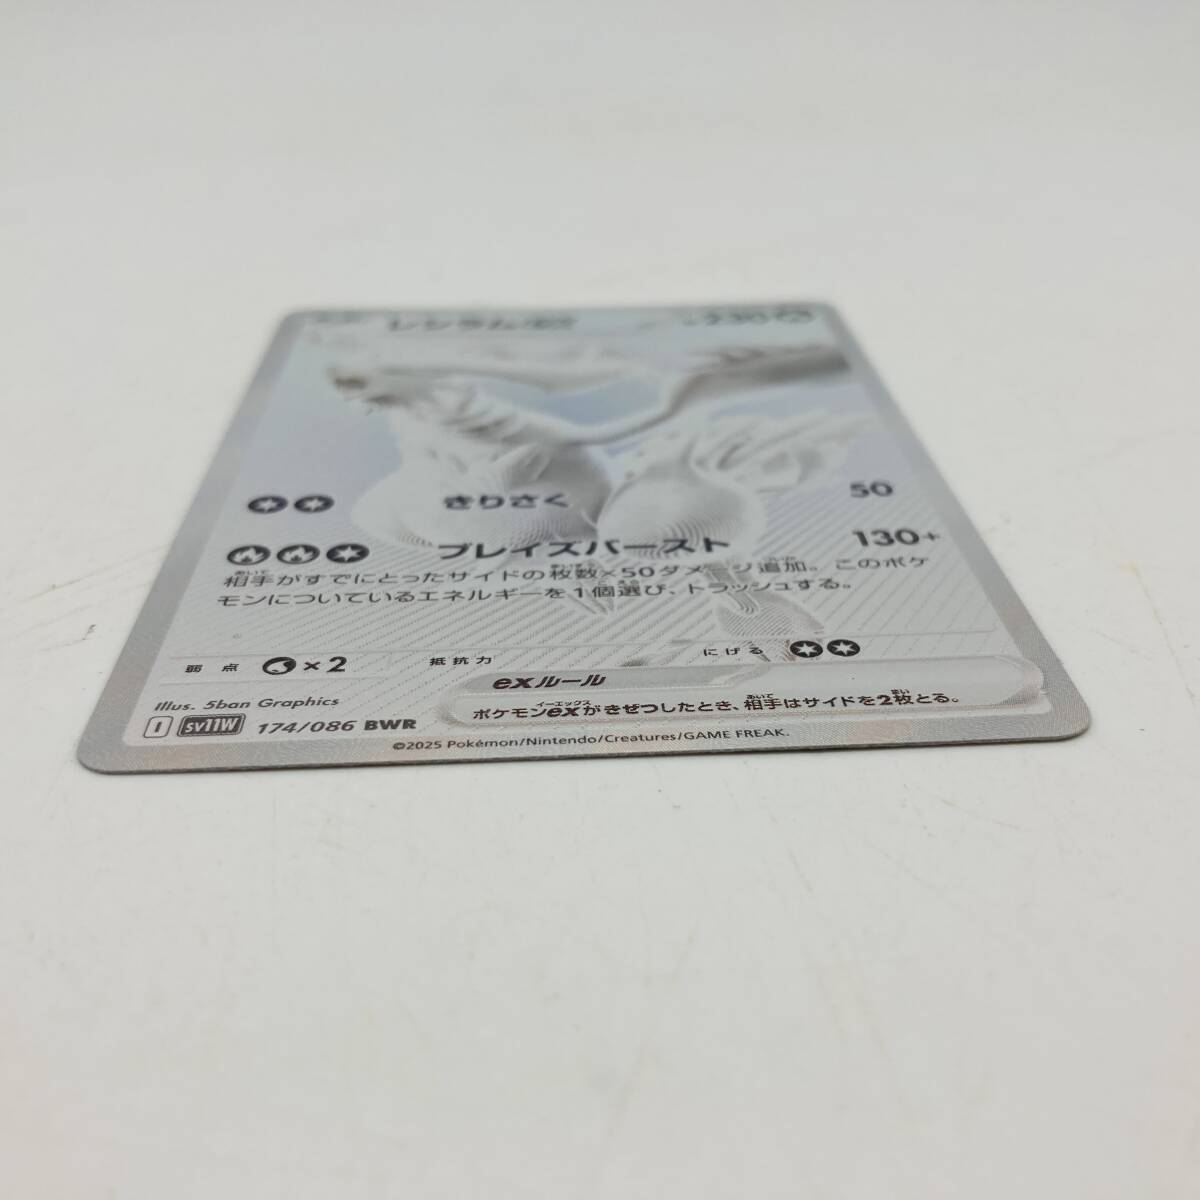 レシラムex 230
きりさく 50
ブレイズバースト 130+
相手がすでにとったサイドの枚数×50ダメージ追加。このポケ
モンについているエネルギーを1個選び、トラッシュする。
弱点 ×2 抵抗力 にげる
exルール
ポケモンexがきぜつしたとき、相手はサイドを2枚とる。
Illus. 5ban Graphics
I SV11W 174/086 BWR
©2025 Pokémon/Nintendo/Creatures/GAME FREAK.